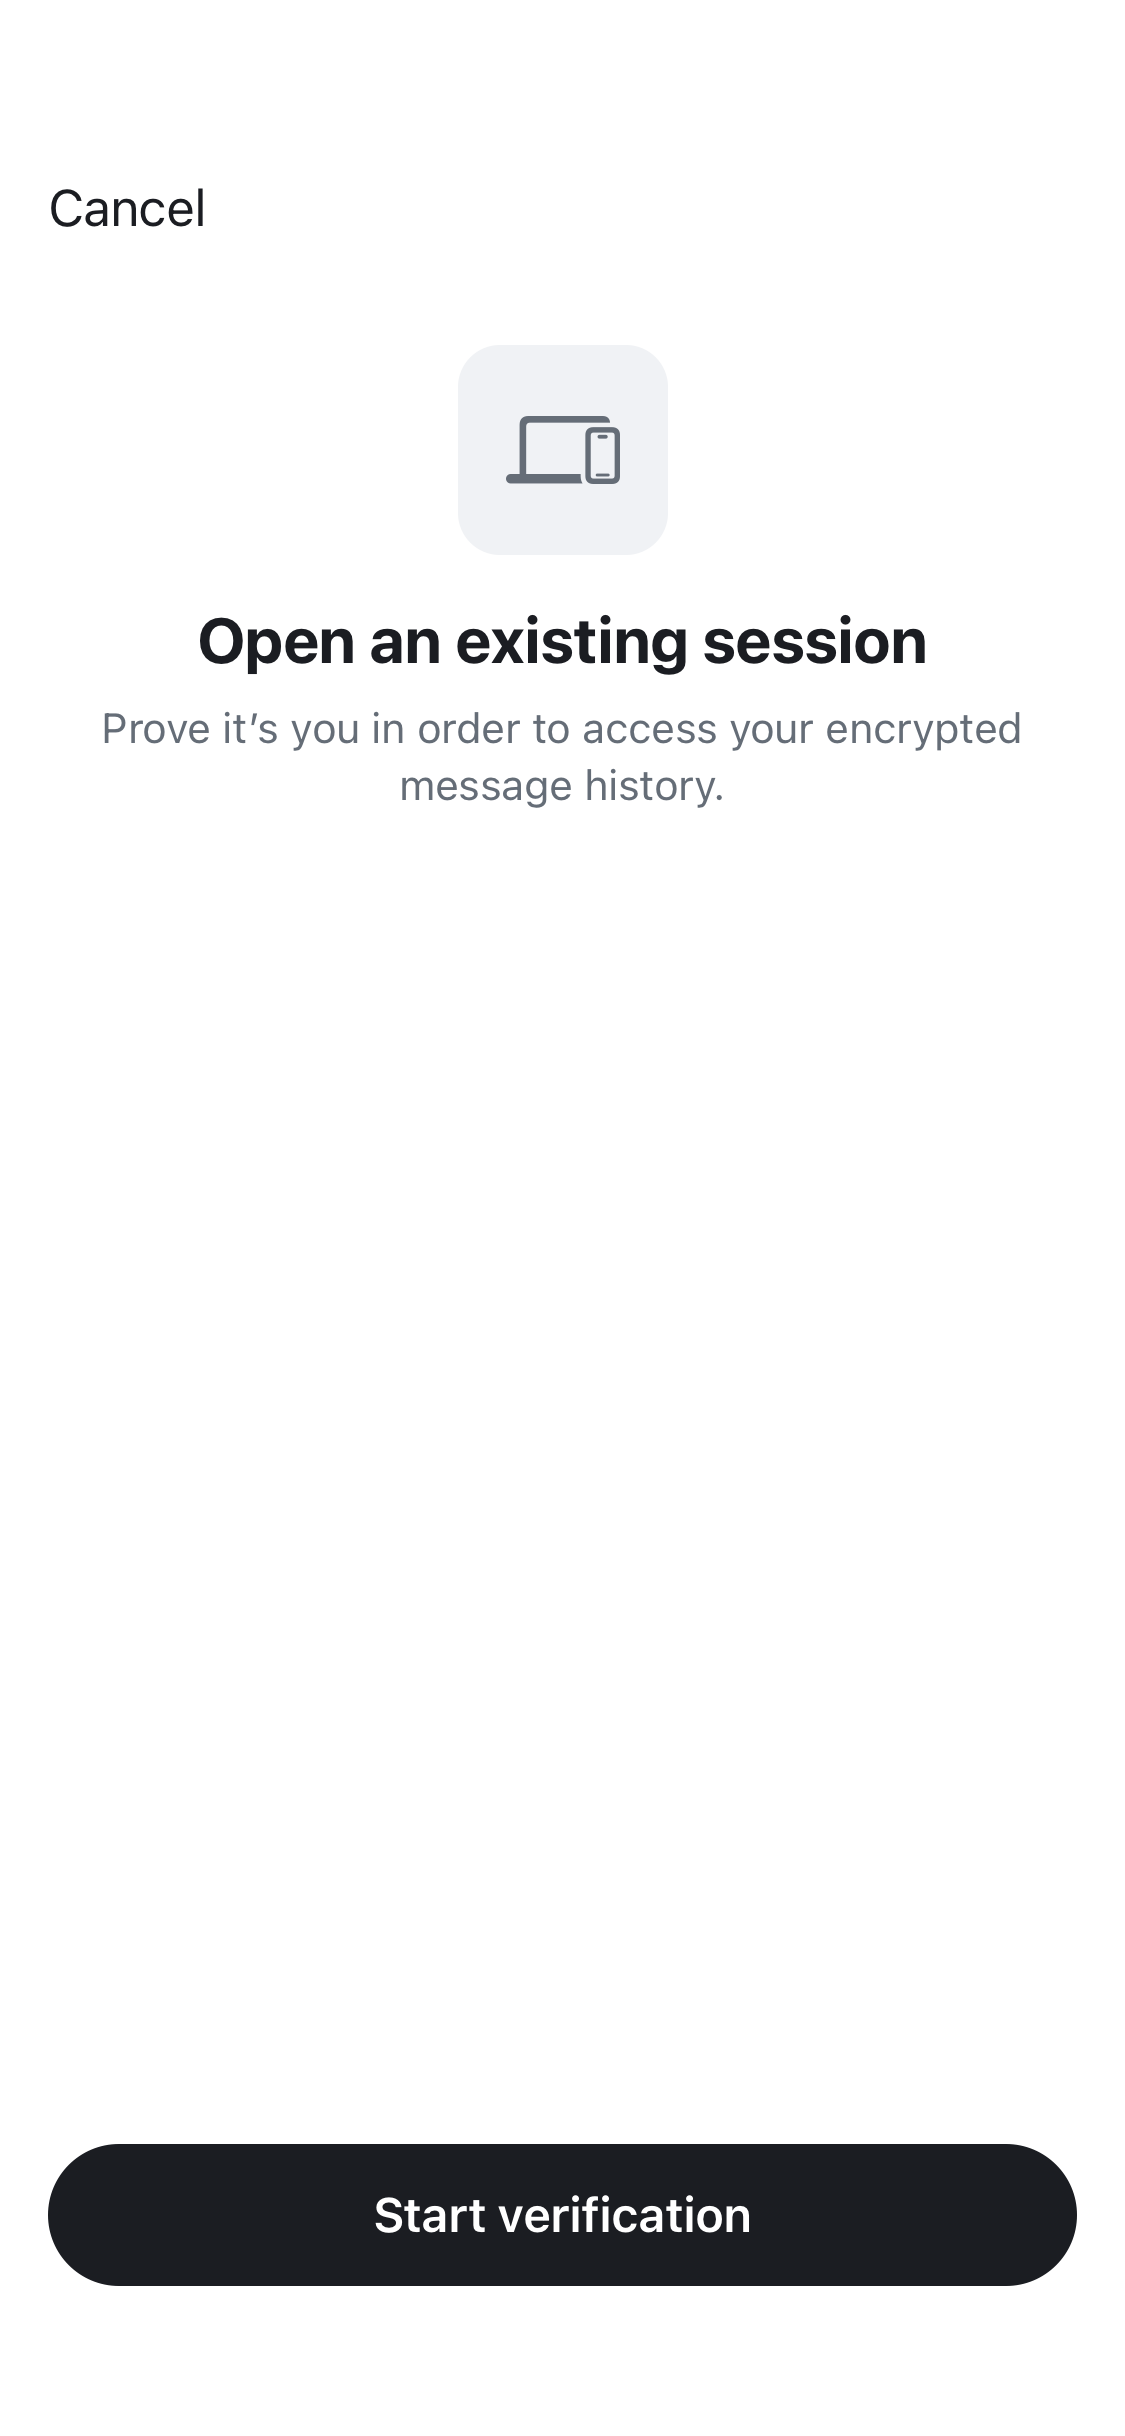 Cancel
Open an existing session
Prove it’s you in order to access your encrypted
message history.
Start verification